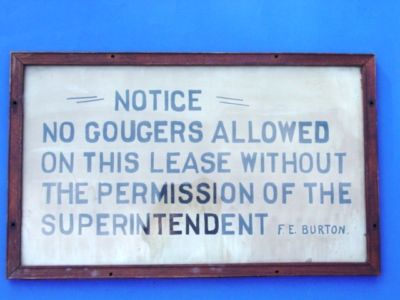 NOTICE
NO GOUGERS ALLOWED
ON THIS LEASE WITHOUT
THE PERMISSION OF THE
SUPERINTENDENT F. E. BURTON.